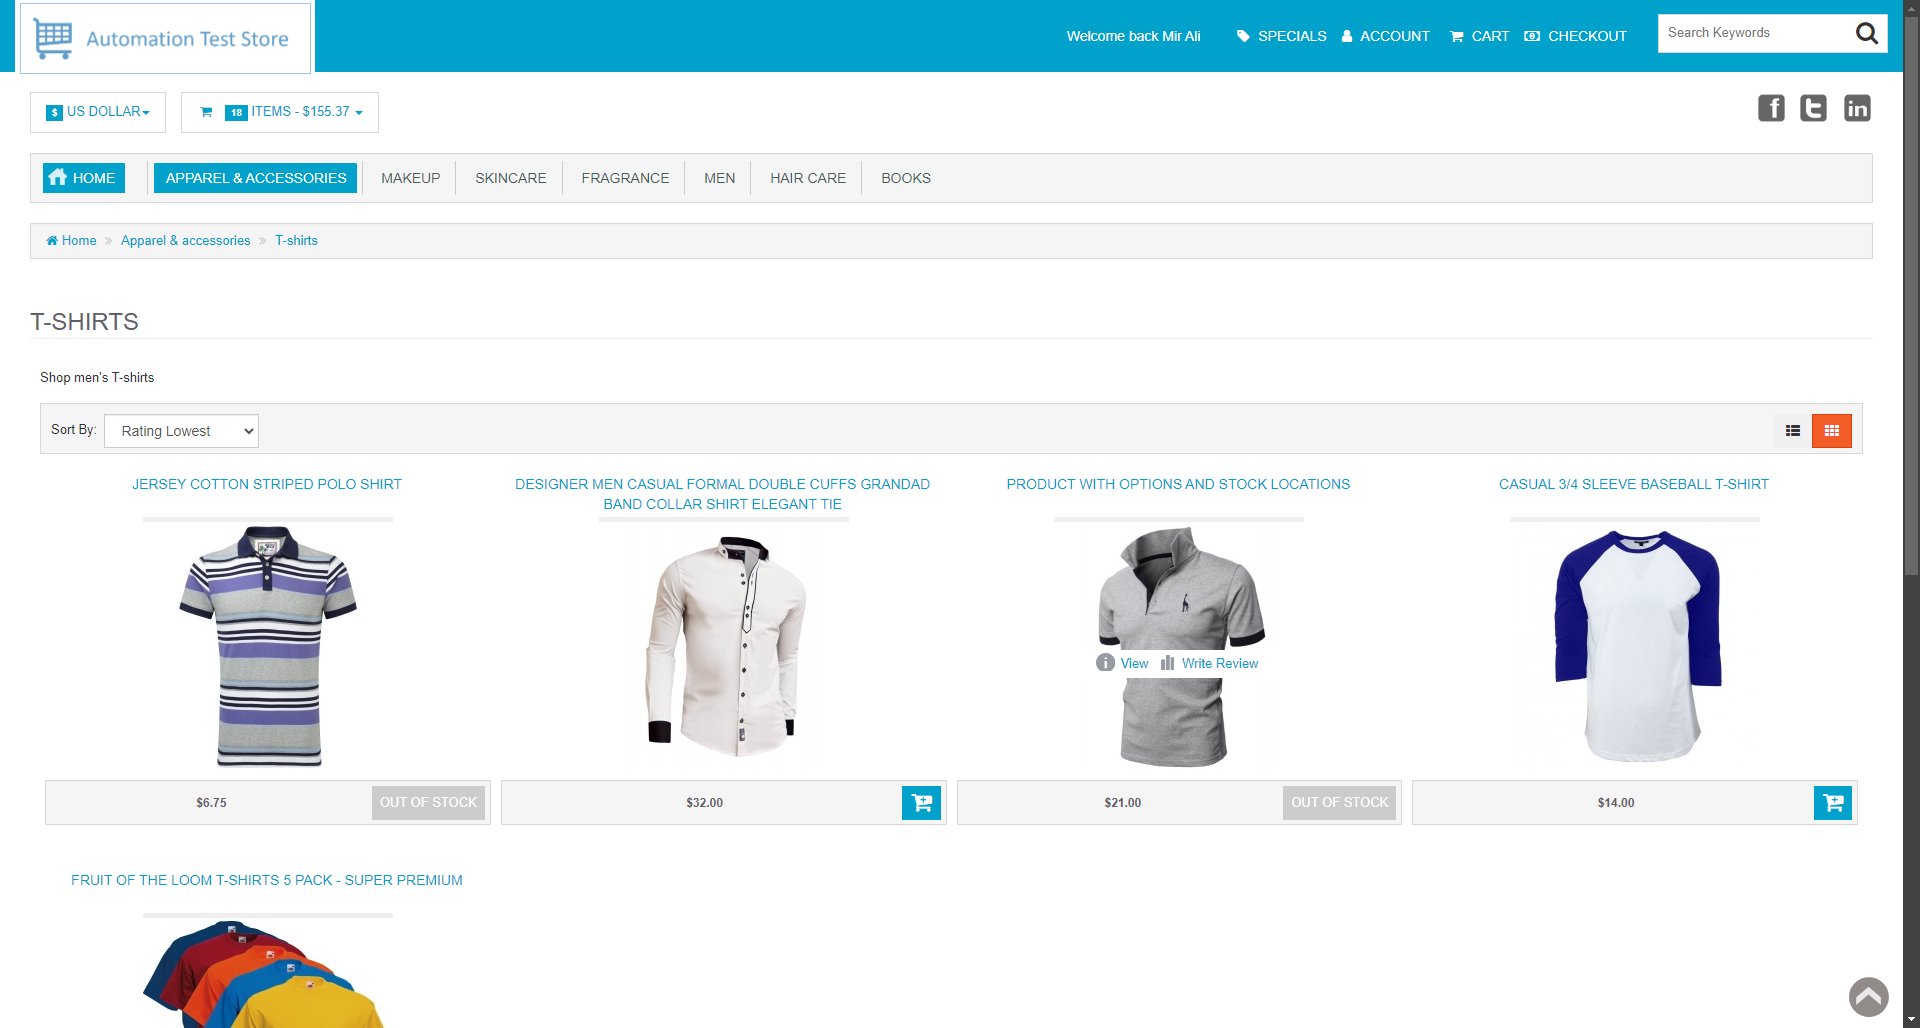 Automation Test Store
Welcome back Mir Ali
SPECIALS
ACCOUNT
CART
CHECKOUT
Search Keywords
$ US DOLLAR
18 ITEMS - $155.37
HOME
APPAREL & ACCESSORIES
MAKEUP
SKINCARE
FRAGRANCE
MEN
HAIR CARE
BOOKS
Home » Apparel & accessories » T-shirts
T-SHIRTS
Shop men's T-shirts
Sort By: Rating Lowest
JERSEY COTTON STRIPED POLO SHIRT
$6.75
OUT OF STOCK
DESIGNER MEN CASUAL FORMAL DOUBLE CUFFS GRANDAD
BAND COLLAR SHIRT ELEGANT TIE
$32.00
PRODUCT WITH OPTIONS AND STOCK LOCATIONS
View
Write Review
$21.00
OUT OF STOCK
CASUAL 3/4 SLEEVE BASEBALL T-SHIRT
$14.00
FRUIT OF THE LOOM T-SHIRTS 5 PACK - SUPER PREMIUM